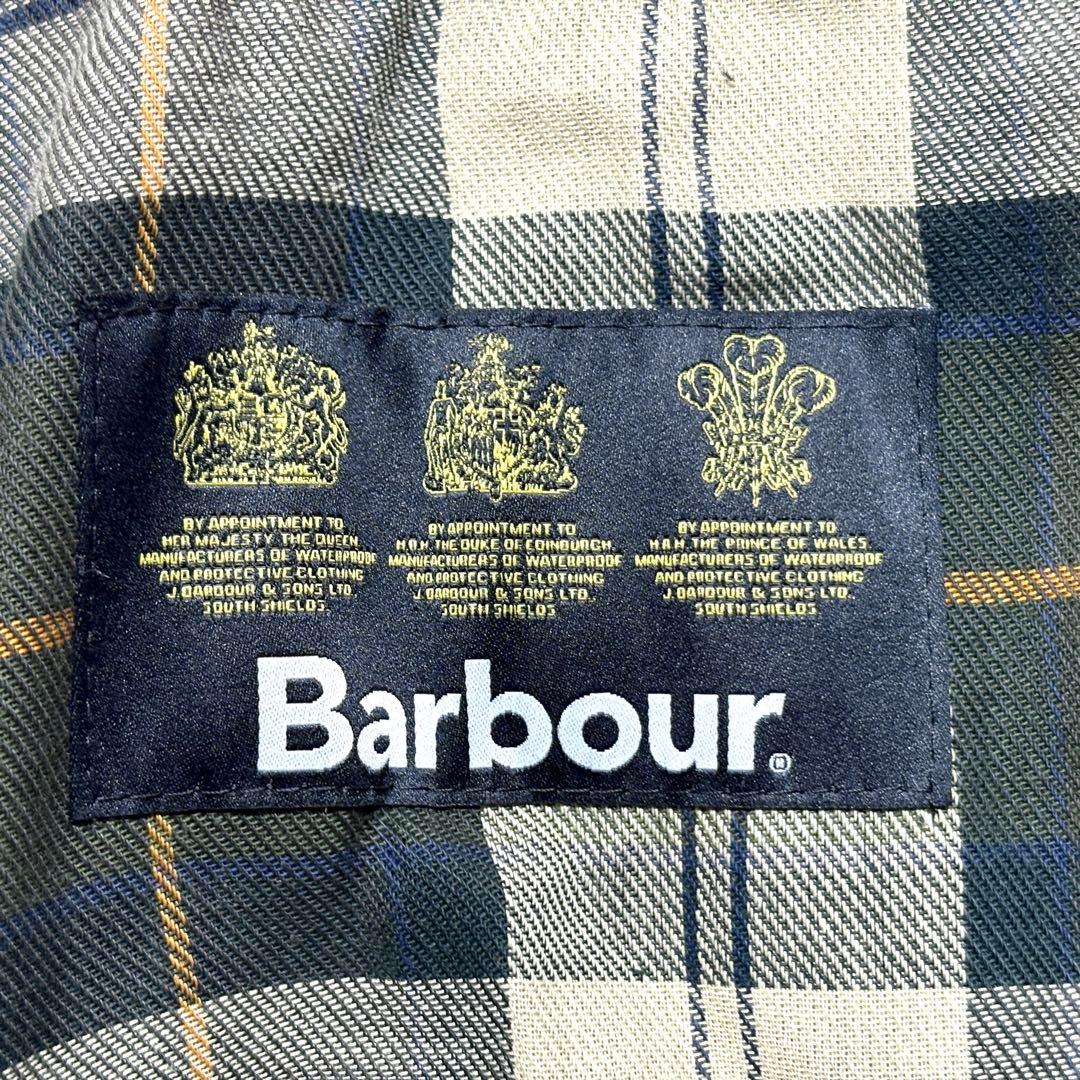 BY APPOINTMENT TO
HER MAJESTY THE QUEEN
MANUFACTURERS OF WATERPROOF
AND PROTECTIVE CLOTHING
J. BARBOUR & SONS LTD.
SOUTH SHIELDS.
BY APPOINTMENT TO
H.R.H. THE DUKE OF EDINBURGH
MANUFACTURERS OF WATERPROOF
AND PROTECTIVE CLOTHING
J. BARBOUR & SONS LTD.
SOUTH SHIELDS
BY APPOINTMENT TO
H.R.H. THE PRINCE OF WALES
MANUFACTURERS OF WATERPROOF
AND PROTECTIVE CLOTHING
J. BARBOUR & SONS LTD.
SOUTH SHIELDS
Barbour®